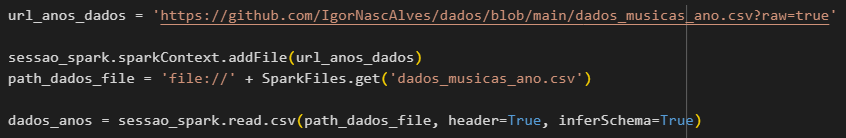 url_anos_dados = 'https://github.com/IgorNascAlves/dados/blob/main/dados_musicas_ano.csv?raw=true'
sessao_spark.sparkContext.addFile(url_anos_dados)
path_dados_file = 'file://' + SparkFiles.get('dados_musicas_ano.csv')
dados_anos = sessao_spark.read.csv(path_dados_file, header=True, inferSchema=True)